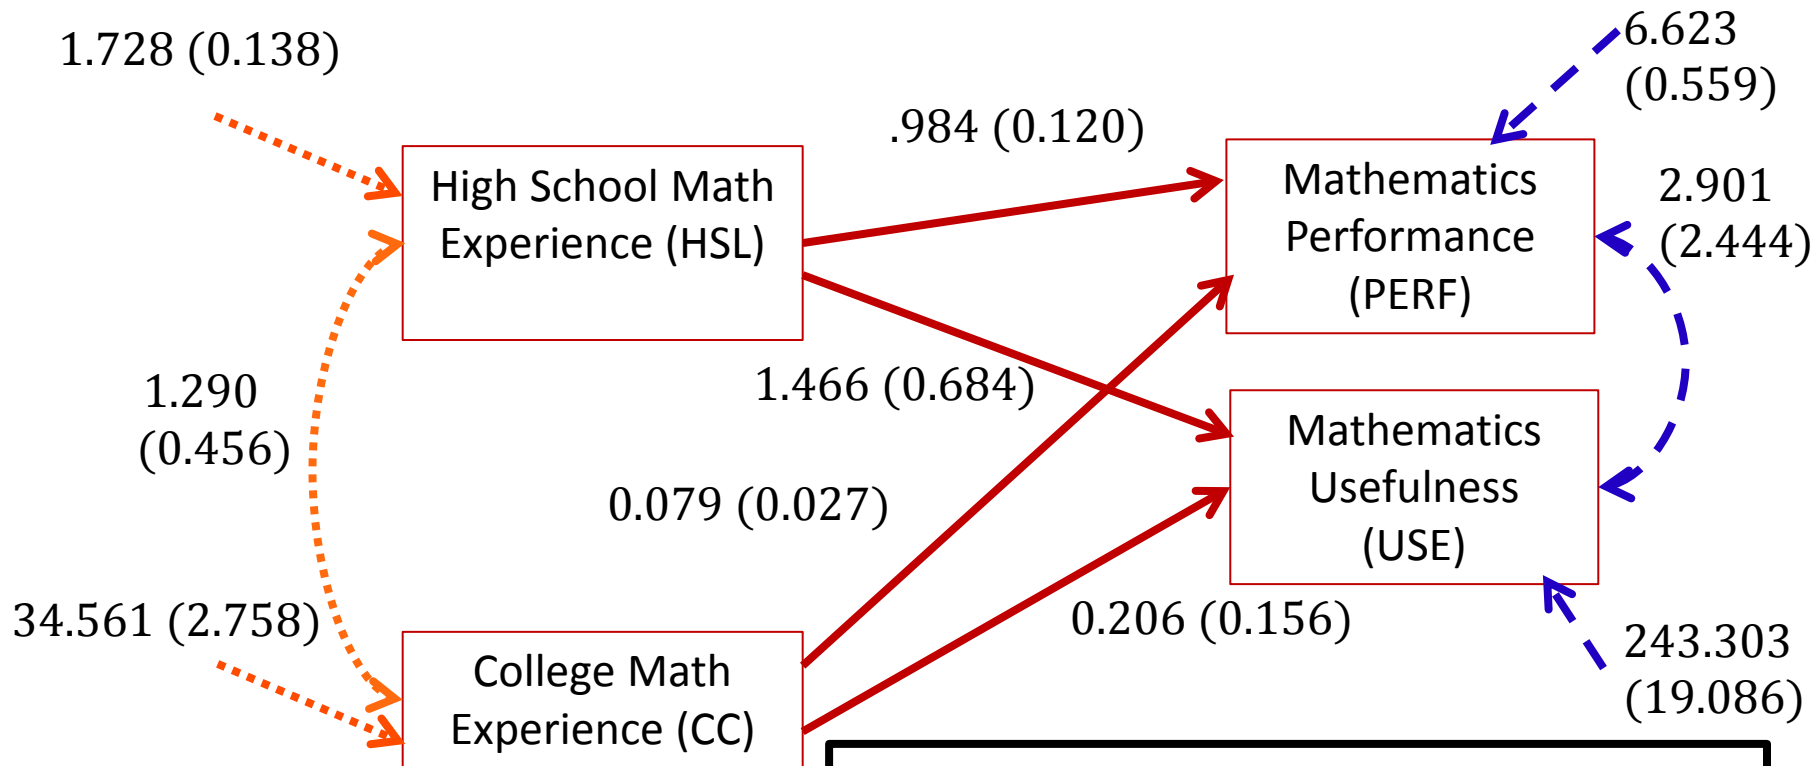 1.728 (0.138)
6.623
(0.559)
.984 (0.120)
High School Math
Experience (HSL)
Mathematics
Performance
(PERF)
2.901
(2.444)
1.290
(0.456)
1.466 (0.684)
Mathematics
Usefulness
(USE)
0.079 (0.027)
34.561 (2.758)
0.206 (0.156)
243.303
(19.086)
College Math
Experience (CC)